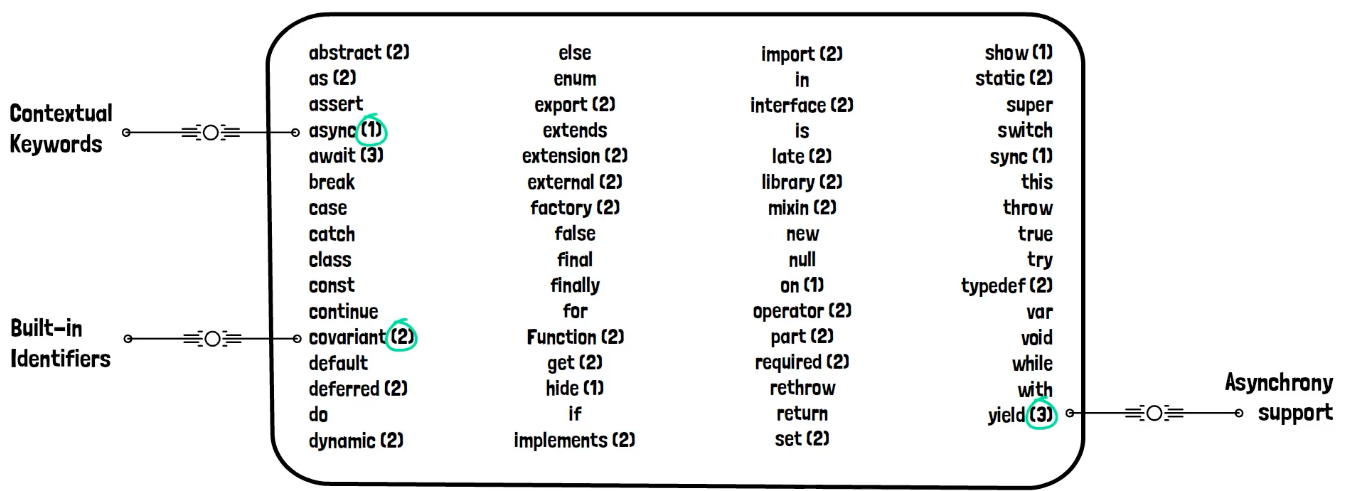 Contextual
Keywords
Built-in
Identifiers
abstract (2)
as (2)
assert
async (1)
await (3)
break
case
catch
class
const
continue
covariant (2)
default
deferred (2)
do
dynamic (2)
else
enum
export (2)
extends
extension (2)
external (2)
factory (2)
false
final
finally
for
Function (2)
get (2)
hide (1)
if
implements (2)
import (2)
in
interface (2)
is
late (2)
library (2)
mixin (2)
new
null
on (1)
operator (2)
part (2)
required (2)
rethrow
return
set (2)
show (1)
static (2)
super
switch
sync (1)
this
throw
true
try
typedef (2)
var
void
while
with
yield (3)
Asynchrony
support